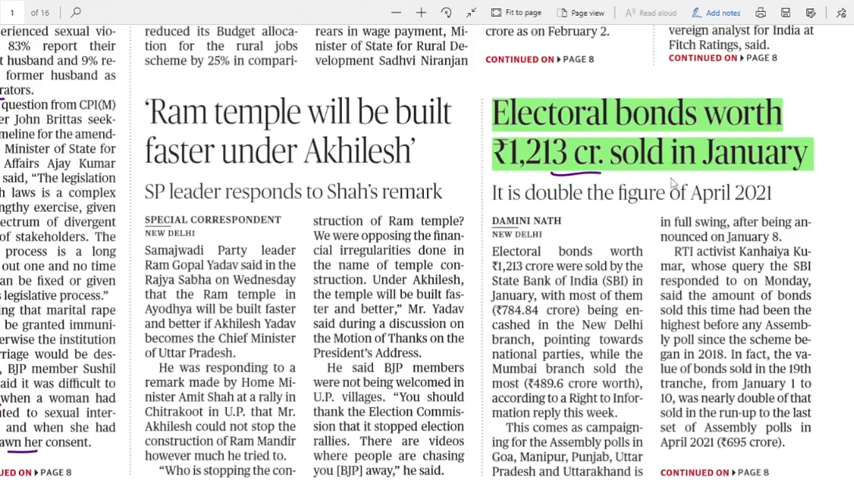 1 of 16
Fit to page
Page view
Read aloud
Add notes
erienced sexual vio-
83% report their
t husband and 9% re-
former husband as
rators.
question from CPI(M)
er John Brittas seek-
meline for the amend-
Minister of State for
Affairs Ajay Kumar
said, "The legislation
h laws is a complex
ngthy exercise, given
ectrum of divergent
of stakeholders. The
process is a long
out one and no time
an be fixed or given
s legislative process."
ing that marital rape
be granted immuni-
therwise the institution
rriage would be des-
, BJP member Sushil
said it was difficult to
when a woman had
nted to sexual inter-
and when she had
awn her consent.
UED ON PAGE 8
reduced its Budget alloca-
tion for the rural jobs
scheme by 25% in compari-
rears in wage payment, Mi-
nister of State for Rural De-
velopment Sadhvi Niranjan
crore as on February 2.
CONTINUED ON PAGE 8
vereign analyst for India at
Fitch Ratings, said.
CONTINUED ON PAGE 8
'Ram temple will be built
faster under Akhilesh'
SP leader responds to Shah's remark
SPECIAL CORRESPONDENT
NEW DELHI
Samajwadi Party leader
Ram Gopal Yadav said in the
Rajya Sabha on Wednesday
that the Ram temple in
Ayodhya will be built faster
and better if Akhilesh Yadav
becomes the Chief Minister
of Uttar Pradesh.
He was responding to a
remark made by Home Mi-
nister Amit Shah at a rally in
Chitrakoot in U.P. that Mr.
Akhilesh could not stop the
construction of Ram Mandir
however much he tried to.
"Who is stopping the con-
struction of Ram temple?
We were opposing the finan-
cial irregularities done in
the name of temple con-
struction. Under Akhilesh,
the temple will be built fas-
ter and better," Mr. Yadav
said during a discussion on
the Motion of Thanks on the
President's Address.
He said BJP members
were not being welcomed in
U.P. villages. "You should
thank the Election Commis-
sion that it stopped election
rallies. There are videos
where people are chasing
you [BJP] away," he said.
Electoral bonds worth
₹1,213 cr. sold in January
It is double the figure of April 2021
DAMINI NATH
NEW DELHI
Electoral bonds worth
₹1,213 crore were sold by the
State Bank of India (SBI) in
January, with most of them
(₹784.84 crore) being en-
cashed in the New Delhi
branch, pointing towards
national parties, while the
Mumbai branch sold the
most (₹489.6 crore worth),
according to a Right to Infor-
mation reply this week.
This comes as campaign-
ing for the Assembly polls in
Goa, Manipur, Punjab, Uttar
Pradesh and Uttarakhand is
in full swing, after being an-
nounced on January 8.
RTI activist Kanhaiya Ku-
mar, whose query the SBI
responded to on Monday,
said the amount of bonds
sold this time had been the
highest before any Assemb-
ly poll since the scheme be-
gan in 2018. In fact, the va-
lue of bonds sold in the 19th
tranche, from January 1 to
10, was nearly double of that
sold in the run-up to the last
set of Assembly polls in
April 2021 (₹695 crore).
CONTINUED ON PAGE 8